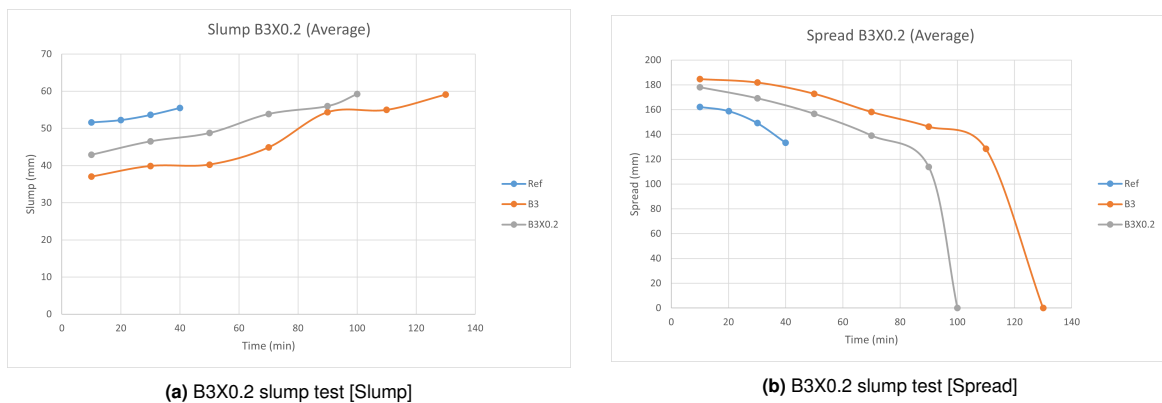 Slump B3X0.2 (Average)
70
60
50
40
30
20
10
0
Slump (mm)
0 20 40 60 80 100 120 140
Time (min)
Ref
B3
B3X0.2
(a) B3X0.2 slump test [Slump]
Spread B3X0.2 (Average)
200
180
160
140
120
100
80
60
40
20
0
Spread (mm)
0 20 40 60 80 100 120 140
Time (min)
Ref
B3
B3X0.2
(b) B3X0.2 slump test [Spread]